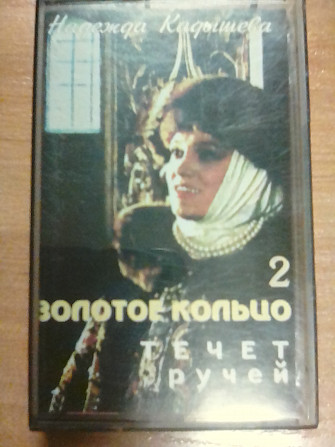 Надежда Кадышева
2
ЗОЛОТОЕ КОЛЬЦО
ТЕЧЕТ
ручей